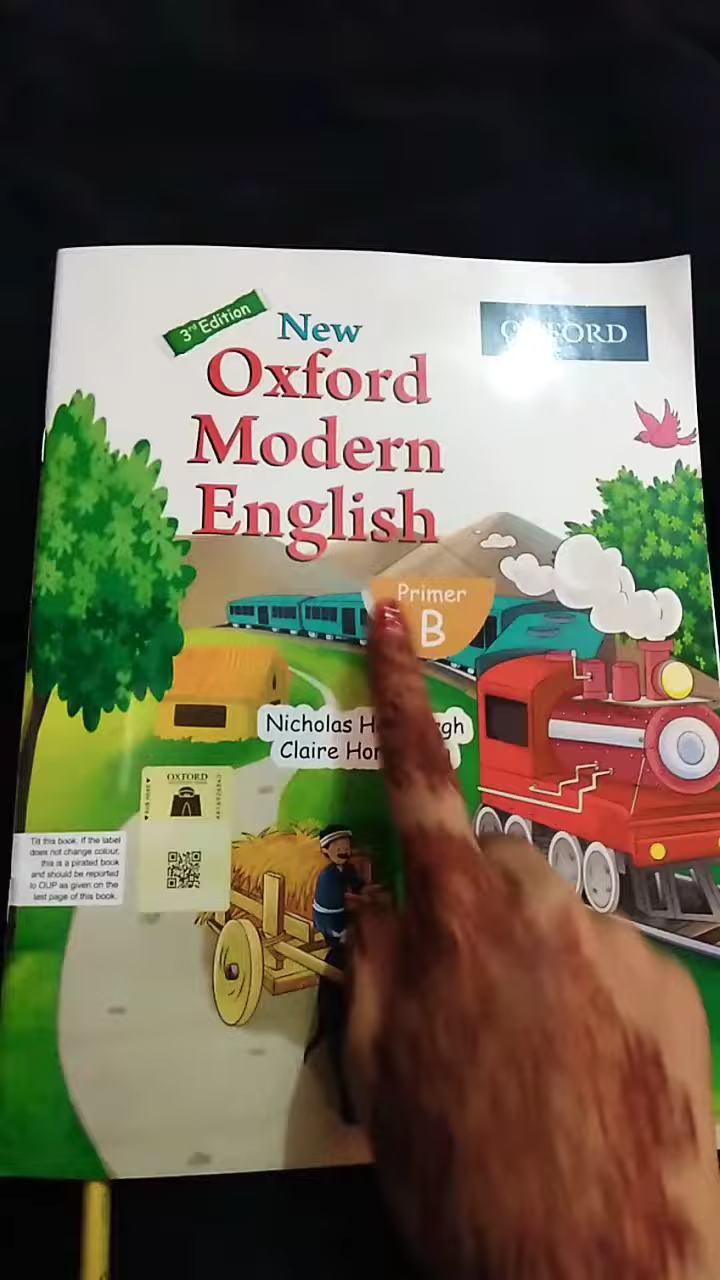 3rd Edition
New
OXFORD
Oxford
Modern
English
Primer
B
Nicholas
Claire
OXFORD
Tilt this book. If the label
does not change colour,
this is a pirated book
and should be reported
to OUP as given on the
last page of this book.